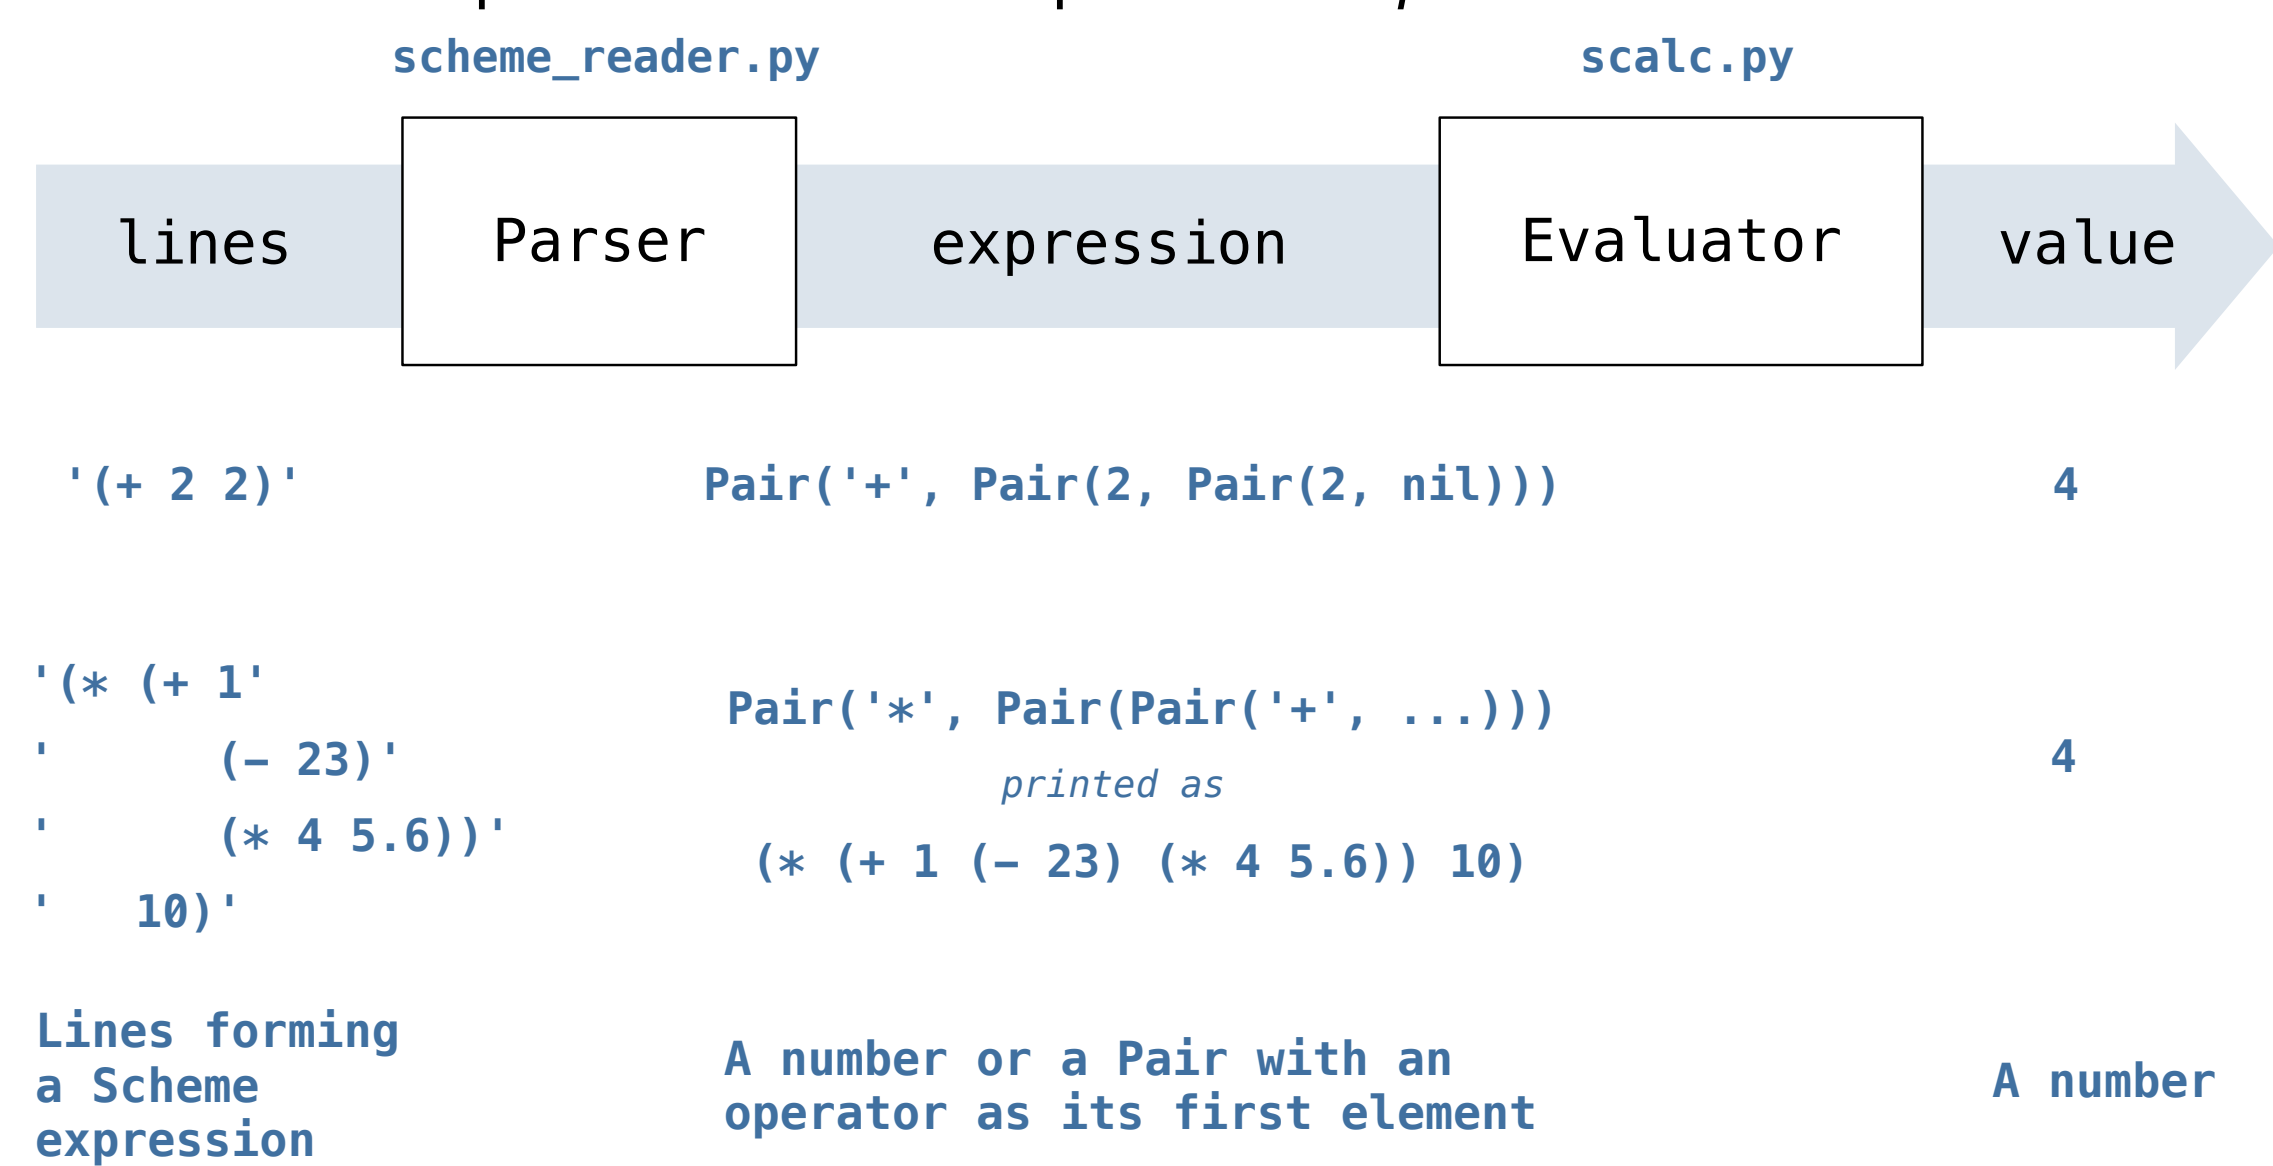 scheme_reader.py
scalc.py
lines
Parser
expression
Evaluator
value
'(+ 2 2)'
Pair('+', Pair(2, Pair(2, nil)))
4
'(* (+ 1'
'      (- 23)'
'      (* 4 5.6))'
'   10)'
Pair('*', Pair(Pair('+', ...)))
printed as
(* (+ 1 (- 23) (* 4 5.6)) 10)
4
Lines forming
a Scheme
expression
A number or a Pair with an
operator as its first element
A number